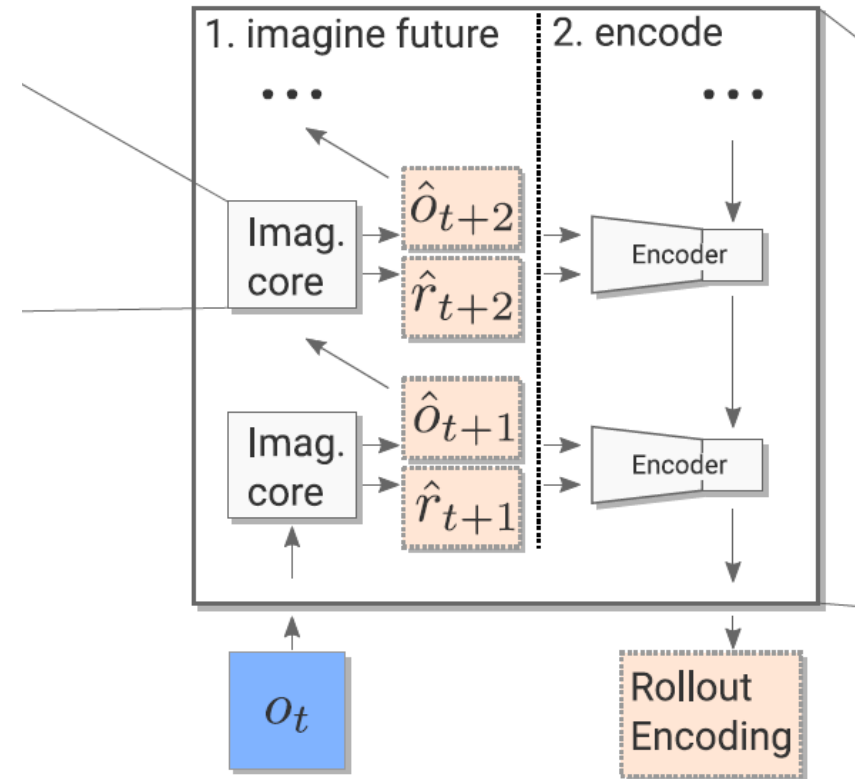 1. imagine future
2. encode
...
...
Imag.
core
ô_{t+2}
r̂_{t+2}
Encoder
Imag.
core
ô_{t+1}
r̂_{t+1}
Encoder
o_t
Rollout
Encoding